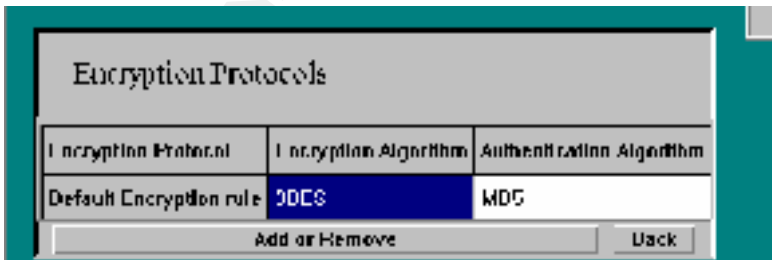 Encryption Protocols
Encryption Protocol Encryption Algorithm Authentication Algorithm
Default Encryption rule 3DES MD5
Add or Remove Back